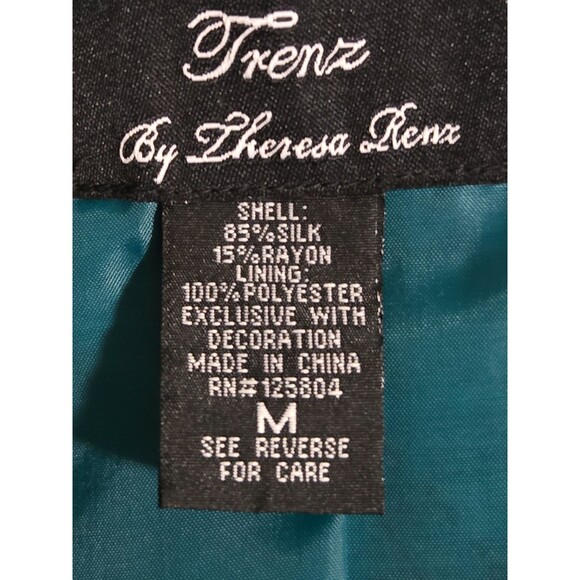 Trenz
By Theresa Renz
SHELL:
85%SILK
15%RAYON
LINING:
100%POLYESTER
EXCLUSIVE WITH
DECORATION
MADE IN CHINA
RN#125804
M
SEE REVERSE
FOR CARE